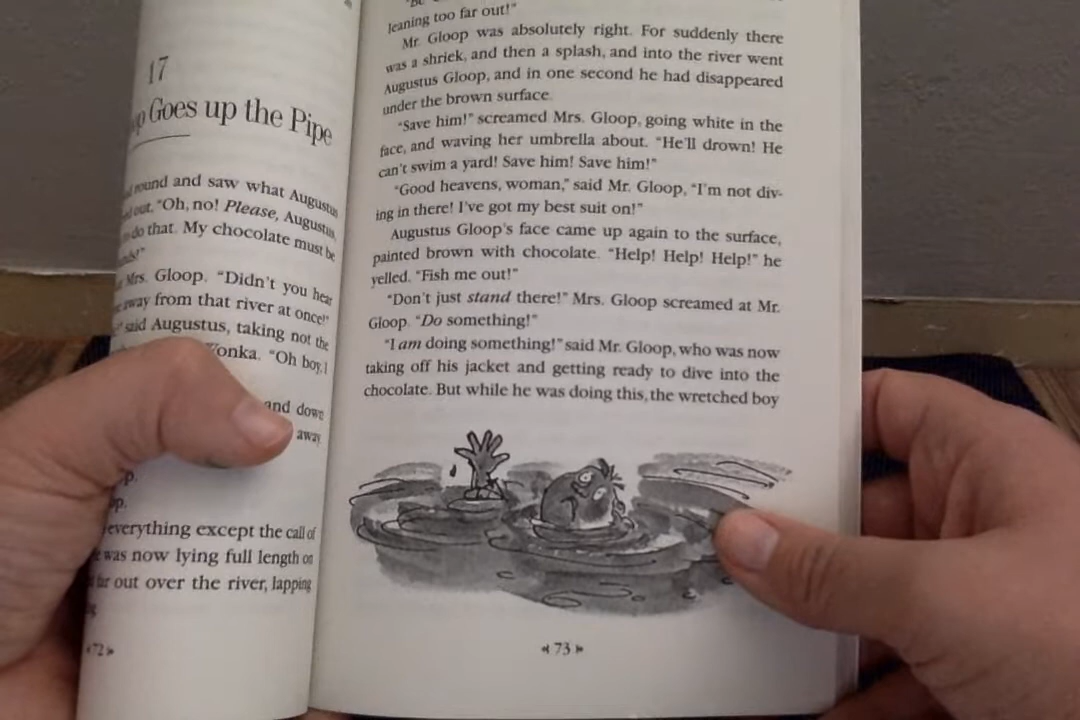 17
Goes up the Pipe
round and saw what Augustus
out. "Oh, no! Please, Augustus,
do that. My chocolate must be
Mrs. Gloop. "Didn't you hear
away from that river at once!"
said Augustus, taking not the
Wonka. "Oh boy, I
and down
away
everything except the call of
was now lying full length on
far out over the river, lapping
72
leaning too far out!"
Mr. Gloop was absolutely right. For suddenly there
was a shriek, and then a splash, and into the river went
Augustus Gloop, and in one second he had disappeared
under the brown surface.
"Save him!" screamed Mrs. Gloop, going white in the
face, and waving her umbrella about. "He'll drown! He
can't swim a yard! Save him! Save him!"
"Good heavens, woman," said Mr. Gloop, "I'm not div-
ing in there! I've got my best suit on!"
Augustus Gloop's face came up again to the surface,
painted brown with chocolate. "Help! Help! Help!" he
yelled. "Fish me out!"
"Don't just stand there!" Mrs. Gloop screamed at Mr.
Gloop. "Do something!"
"I am doing something!" said Mr. Gloop, who was now
taking off his jacket and getting ready to dive into the
chocolate. But while he was doing this, the wretched boy
73